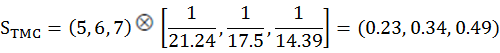 S_TMC = (5, 6, 7) ⊗ [1/21.24, 1/17.5, 1/14.39] = (0.23, 0.34, 0.49)